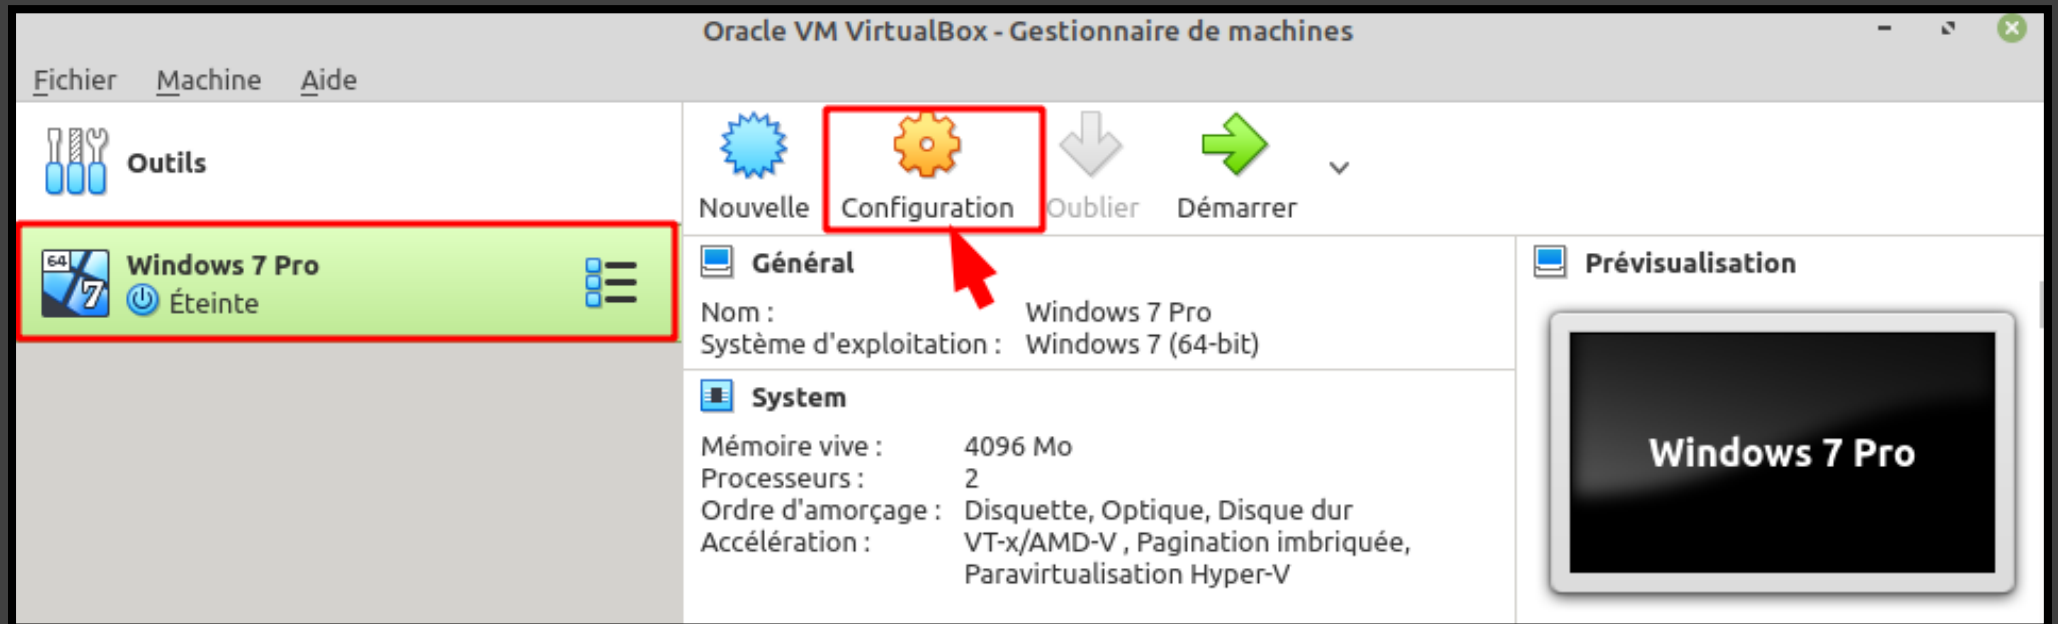 Oracle VM VirtualBox - Gestionnaire de machines
Fichier Machine Aide
Outils
Nouvelle Configuration Oublier Démarrer
64
7
Windows 7 Pro
Éteinte
Général
Nom : Windows 7 Pro
Système d'exploitation : Windows 7 (64-bit)
System
Mémoire vive : 4096 Mo
Processeurs : 2
Ordre d'amorçage : Disquette, Optique, Disque dur
Accélération : VT-x/AMD-V , Pagination imbriquée,
Paravirtualisation Hyper-V
Prévisualisation
Windows 7 Pro